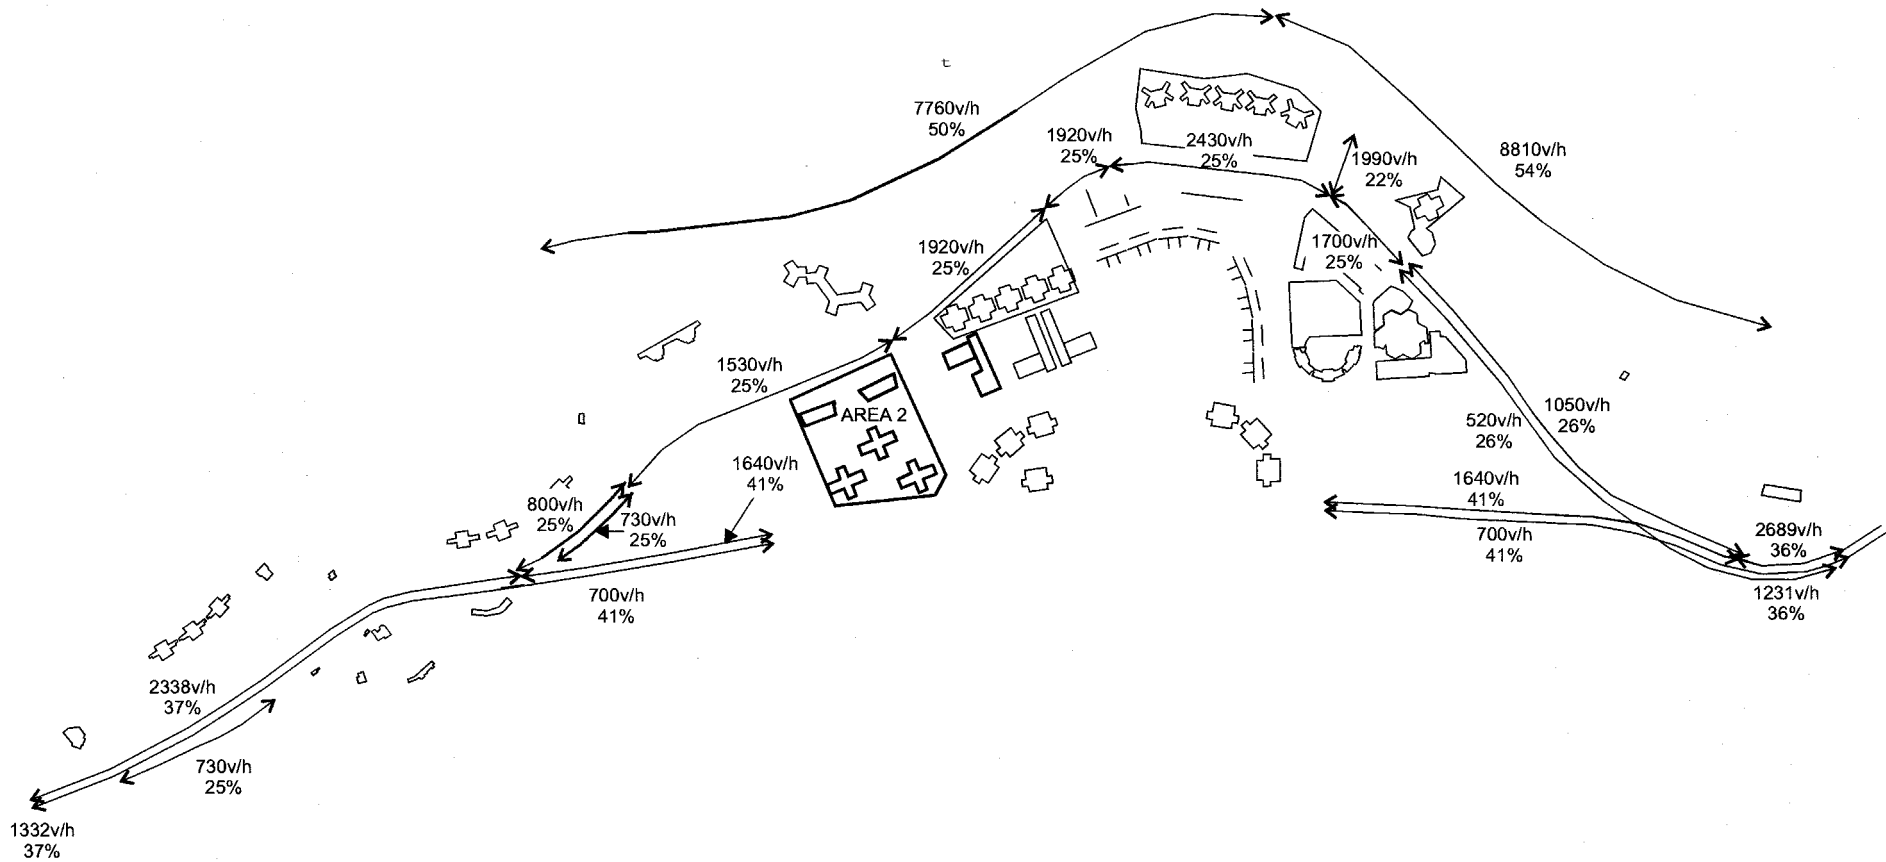 7760v/h
50%
1920v/h
25%
2430v/h
25%
1990v/h
22%
8810v/h
54%
1920v/h
25%
1700v/h
25%
1530v/h
25%
AREA 2
1050v/h
26%
520v/h
26%
1640v/h
41%
1640v/h
41%
800v/h
25%
730v/h
25%
700v/h
41%
2689v/h
36%
700v/h
41%
1231v/h
36%
2338v/h
37%
730v/h
25%
1332v/h
37%